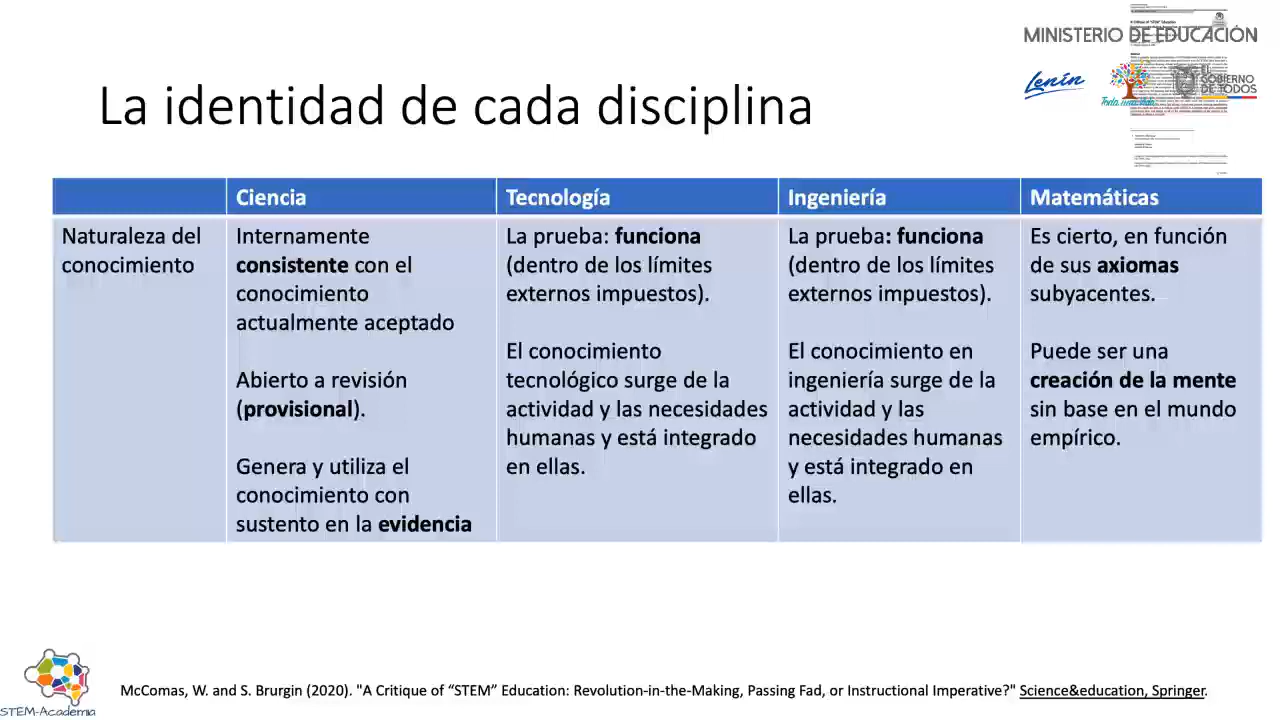 MINISTERIO DE EDUCACIÓN
Lenín
GOBIERNO
DE TODOS
La identidad de cada disciplina
Ciencia
Tecnología
Ingeniería
Matemáticas
Naturaleza del
conocimiento
Internamente
consistente con el
conocimiento
actualmente aceptado
Abierto a revisión
(provisional).
Genera y utiliza el
conocimiento con
sustento en la evidencia
La prueba: funciona
(dentro de los límites
externos impuestos).
El conocimiento
tecnológico surge de la
actividad y las necesidades
humanas y está integrado
en ellas.
La prueba: funciona
(dentro de los límites
externos impuestos).
El conocimiento en
ingeniería surge de la
actividad y las
necesidades humanas
y está integrado en
ellas.
Es cierto, en función
de sus axiomas
subyacentes.
Puede ser una
creación de la mente
sin base en el mundo
empírico.
STEM-Academia
McComas, W. and S. Brurgin (2020). "A Critique of “STEM” Education: Revolution-in-the-Making, Passing Fad, or Instructional Imperative?" Science&education, Springer.